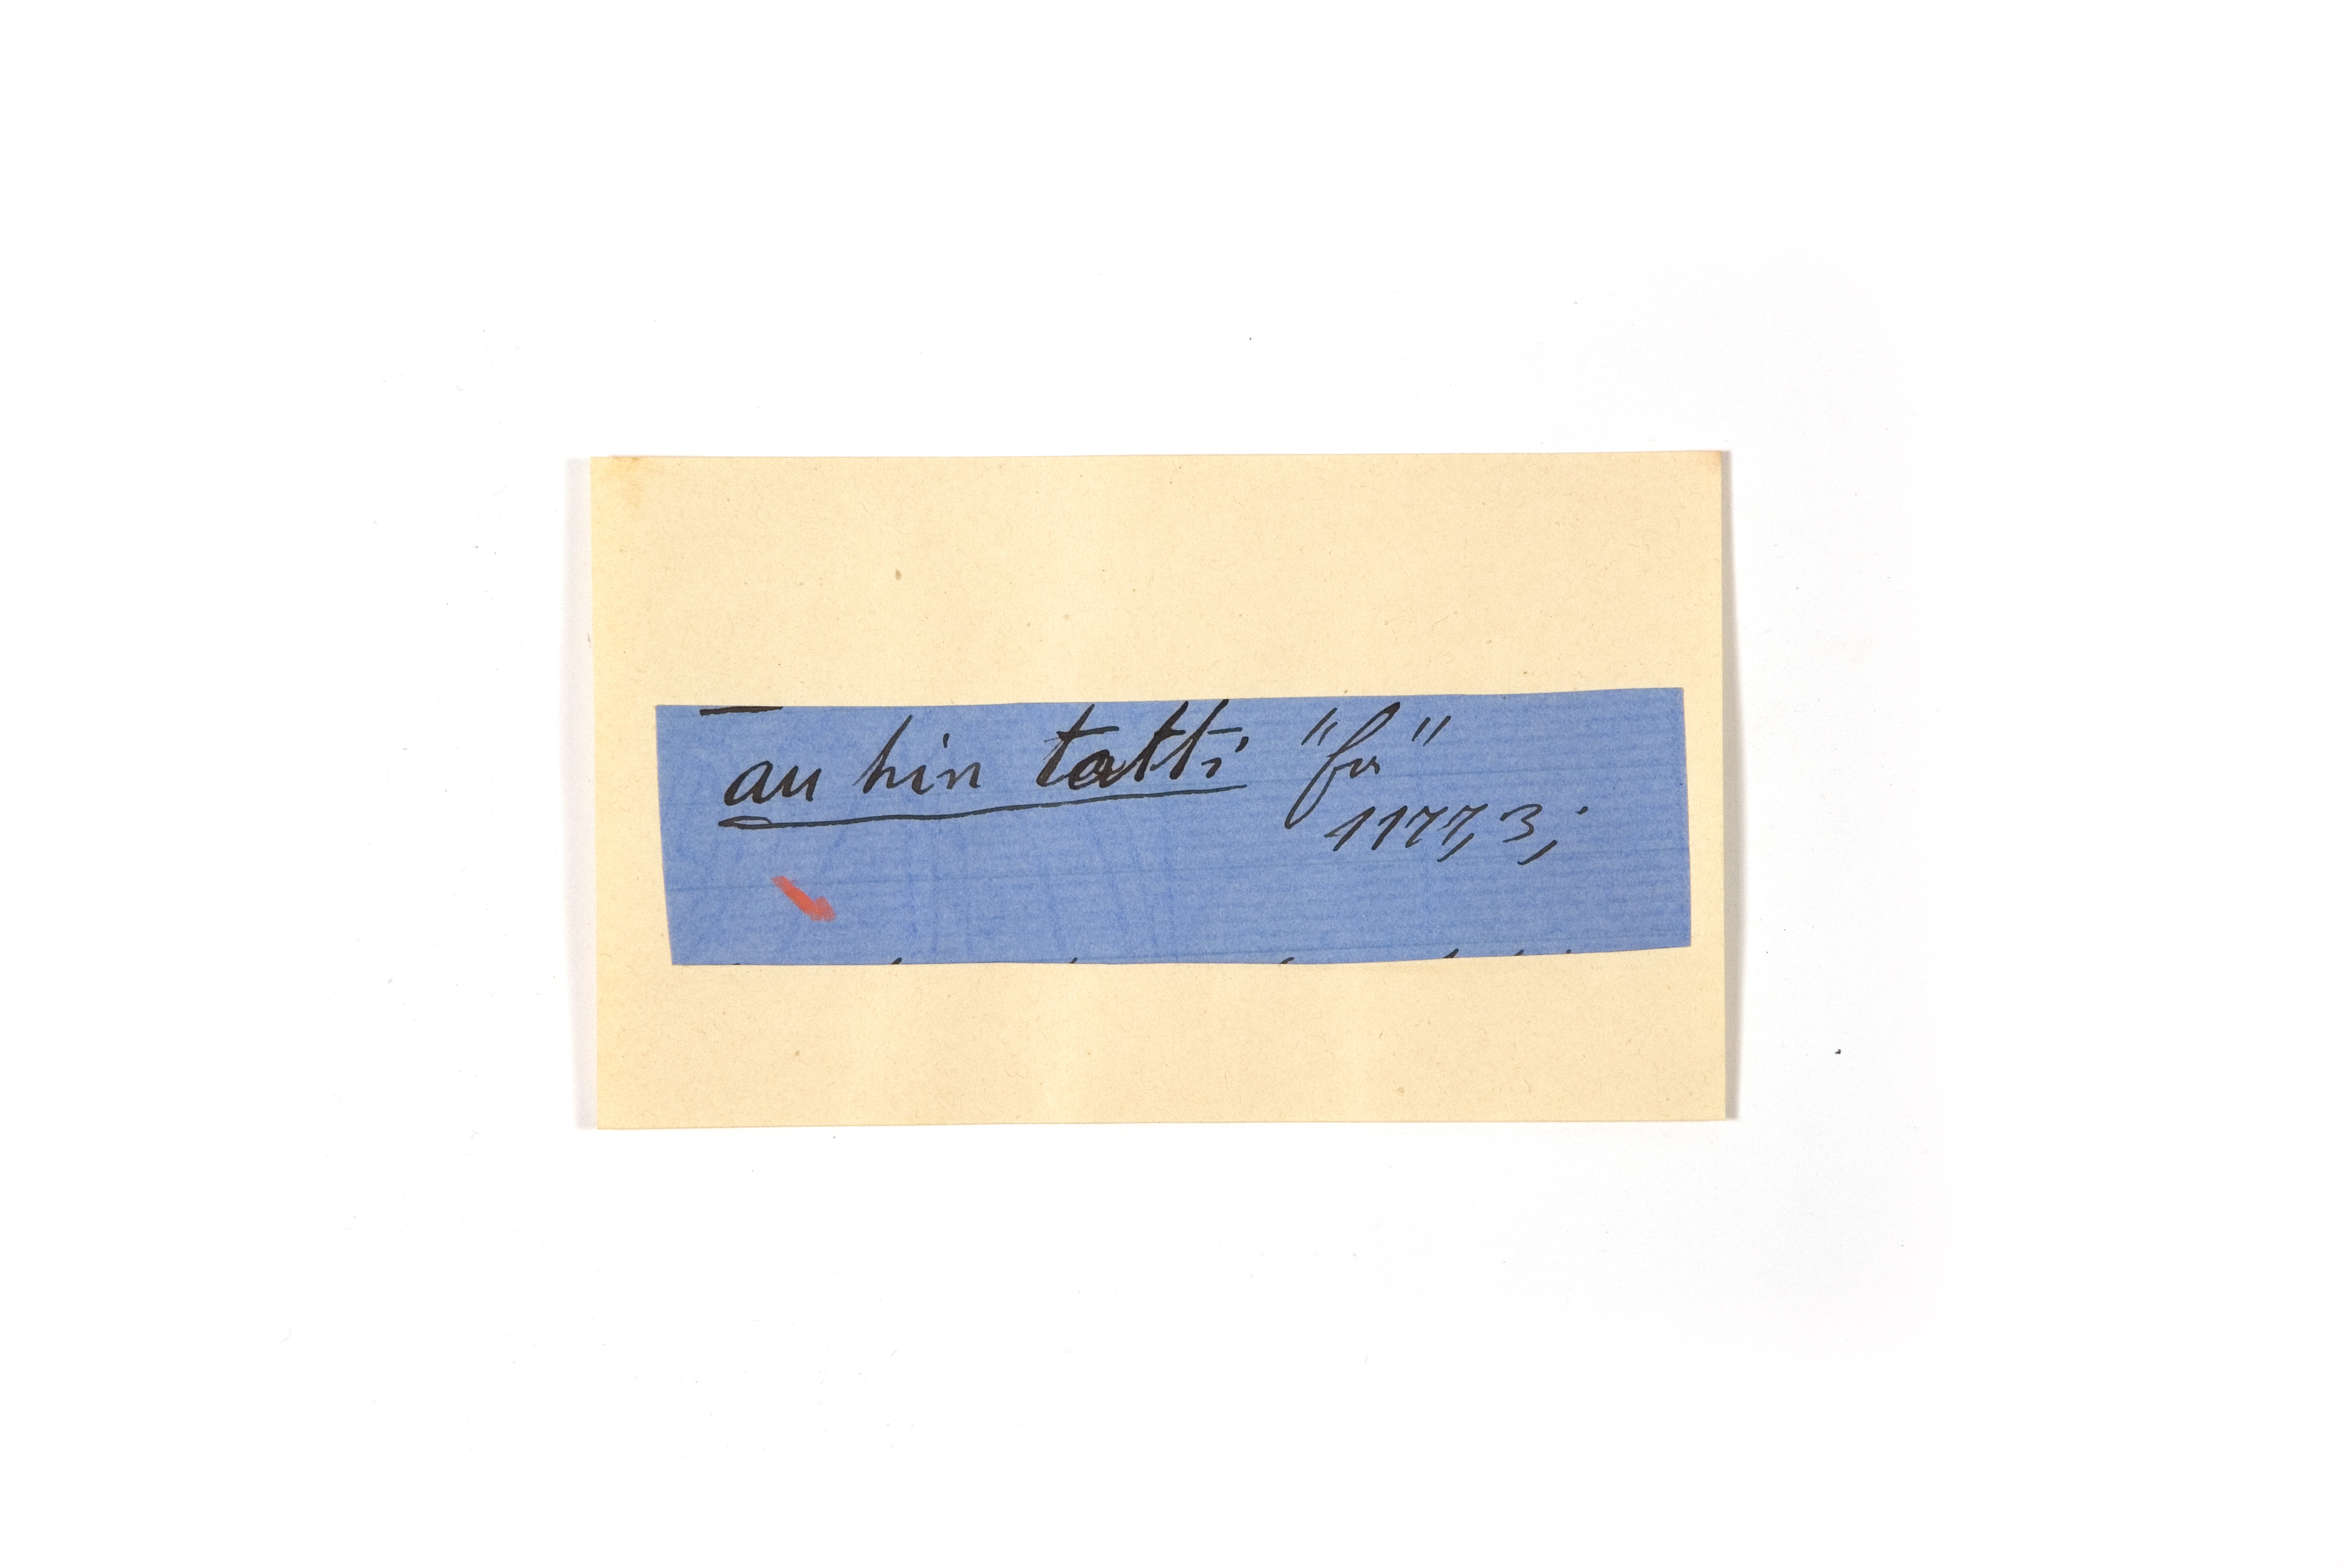 au hin tatti "fa"
1177,3;